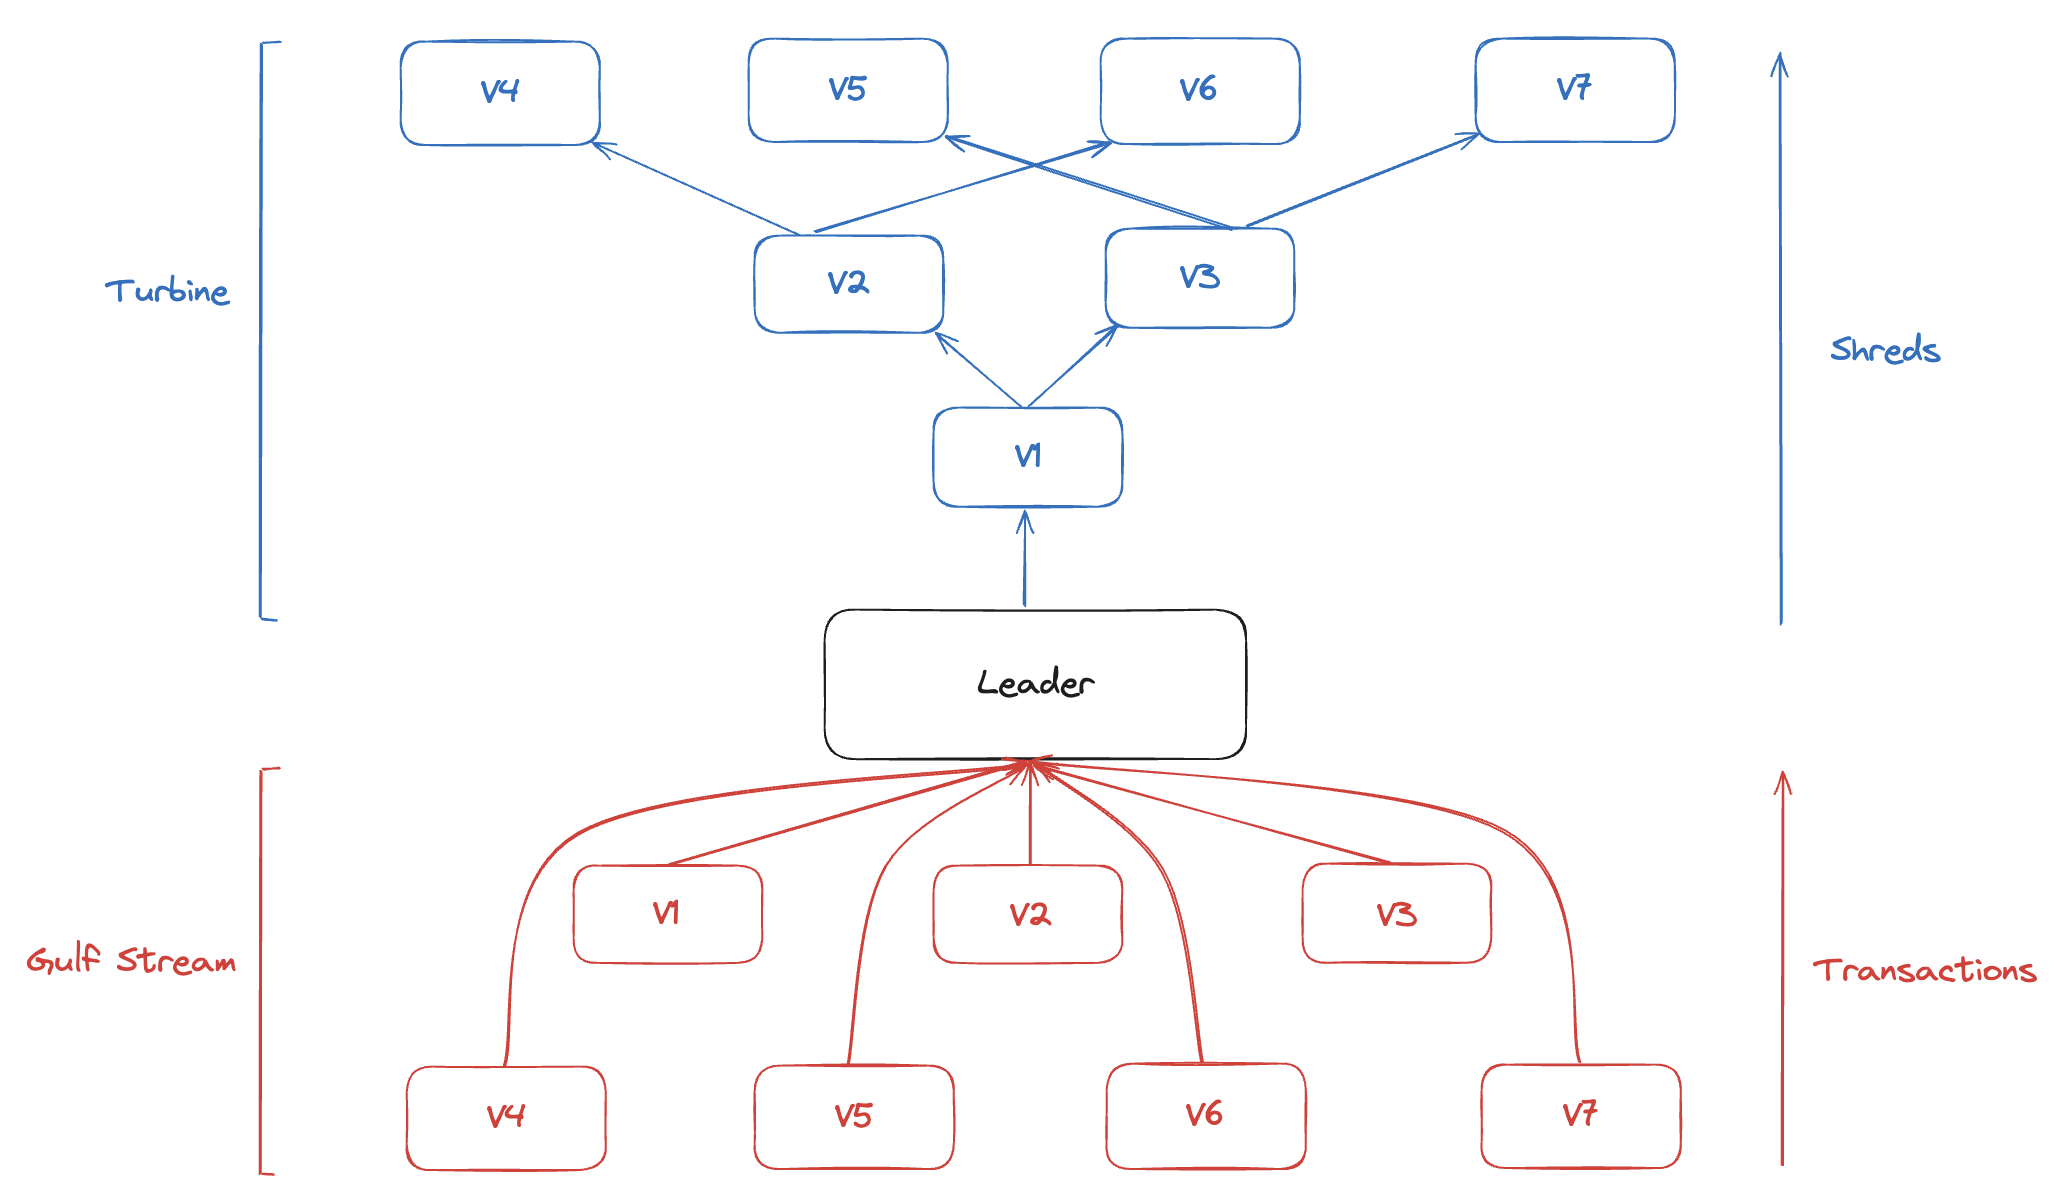 V4
V5
V6
V7
V2
V3
Turbine
Shreds
V1
Leader
V1
V2
V3
Gulf Stream
Transactions
V4
V5
V6
V7